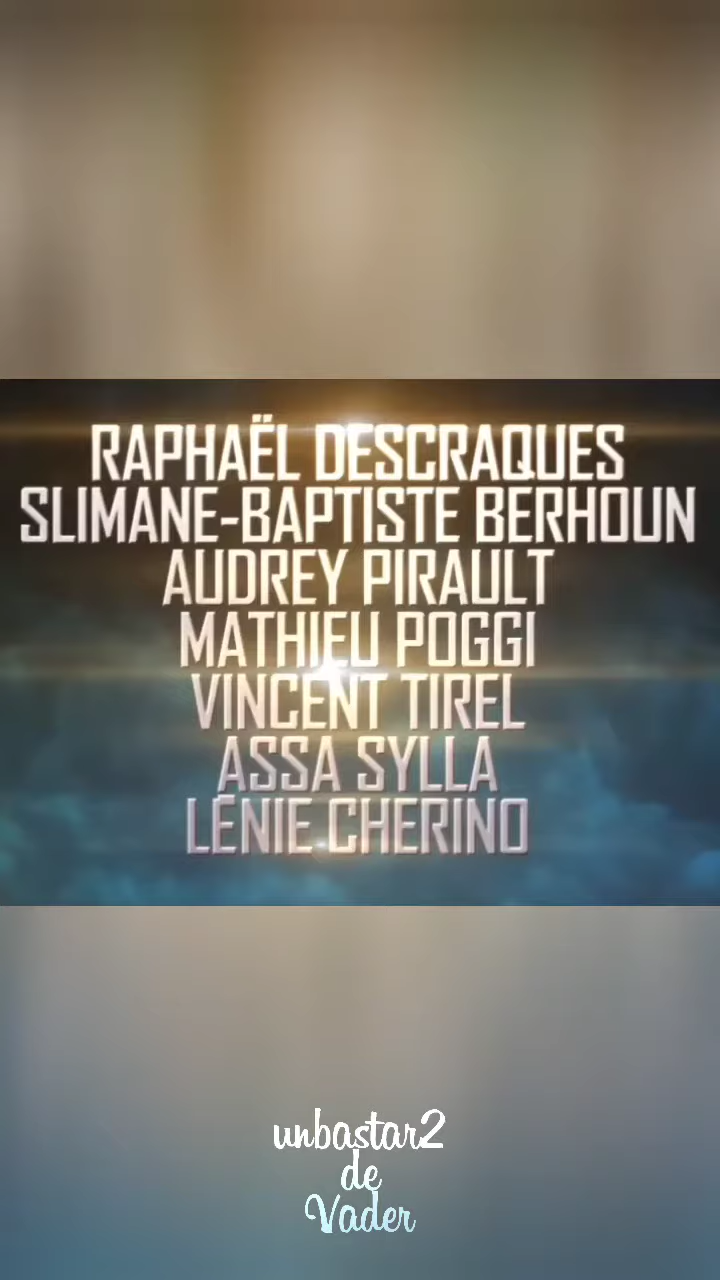 RAPHAËL DESCRAQUES
SLIMANE-BAPTISTE BERHOUN
AUDREY PIRAULT
MATHIEU POGGI
VINCENT TIREL
ASSA SYLLA
LÉNIE CHERINO
unbastar2
de
Vader